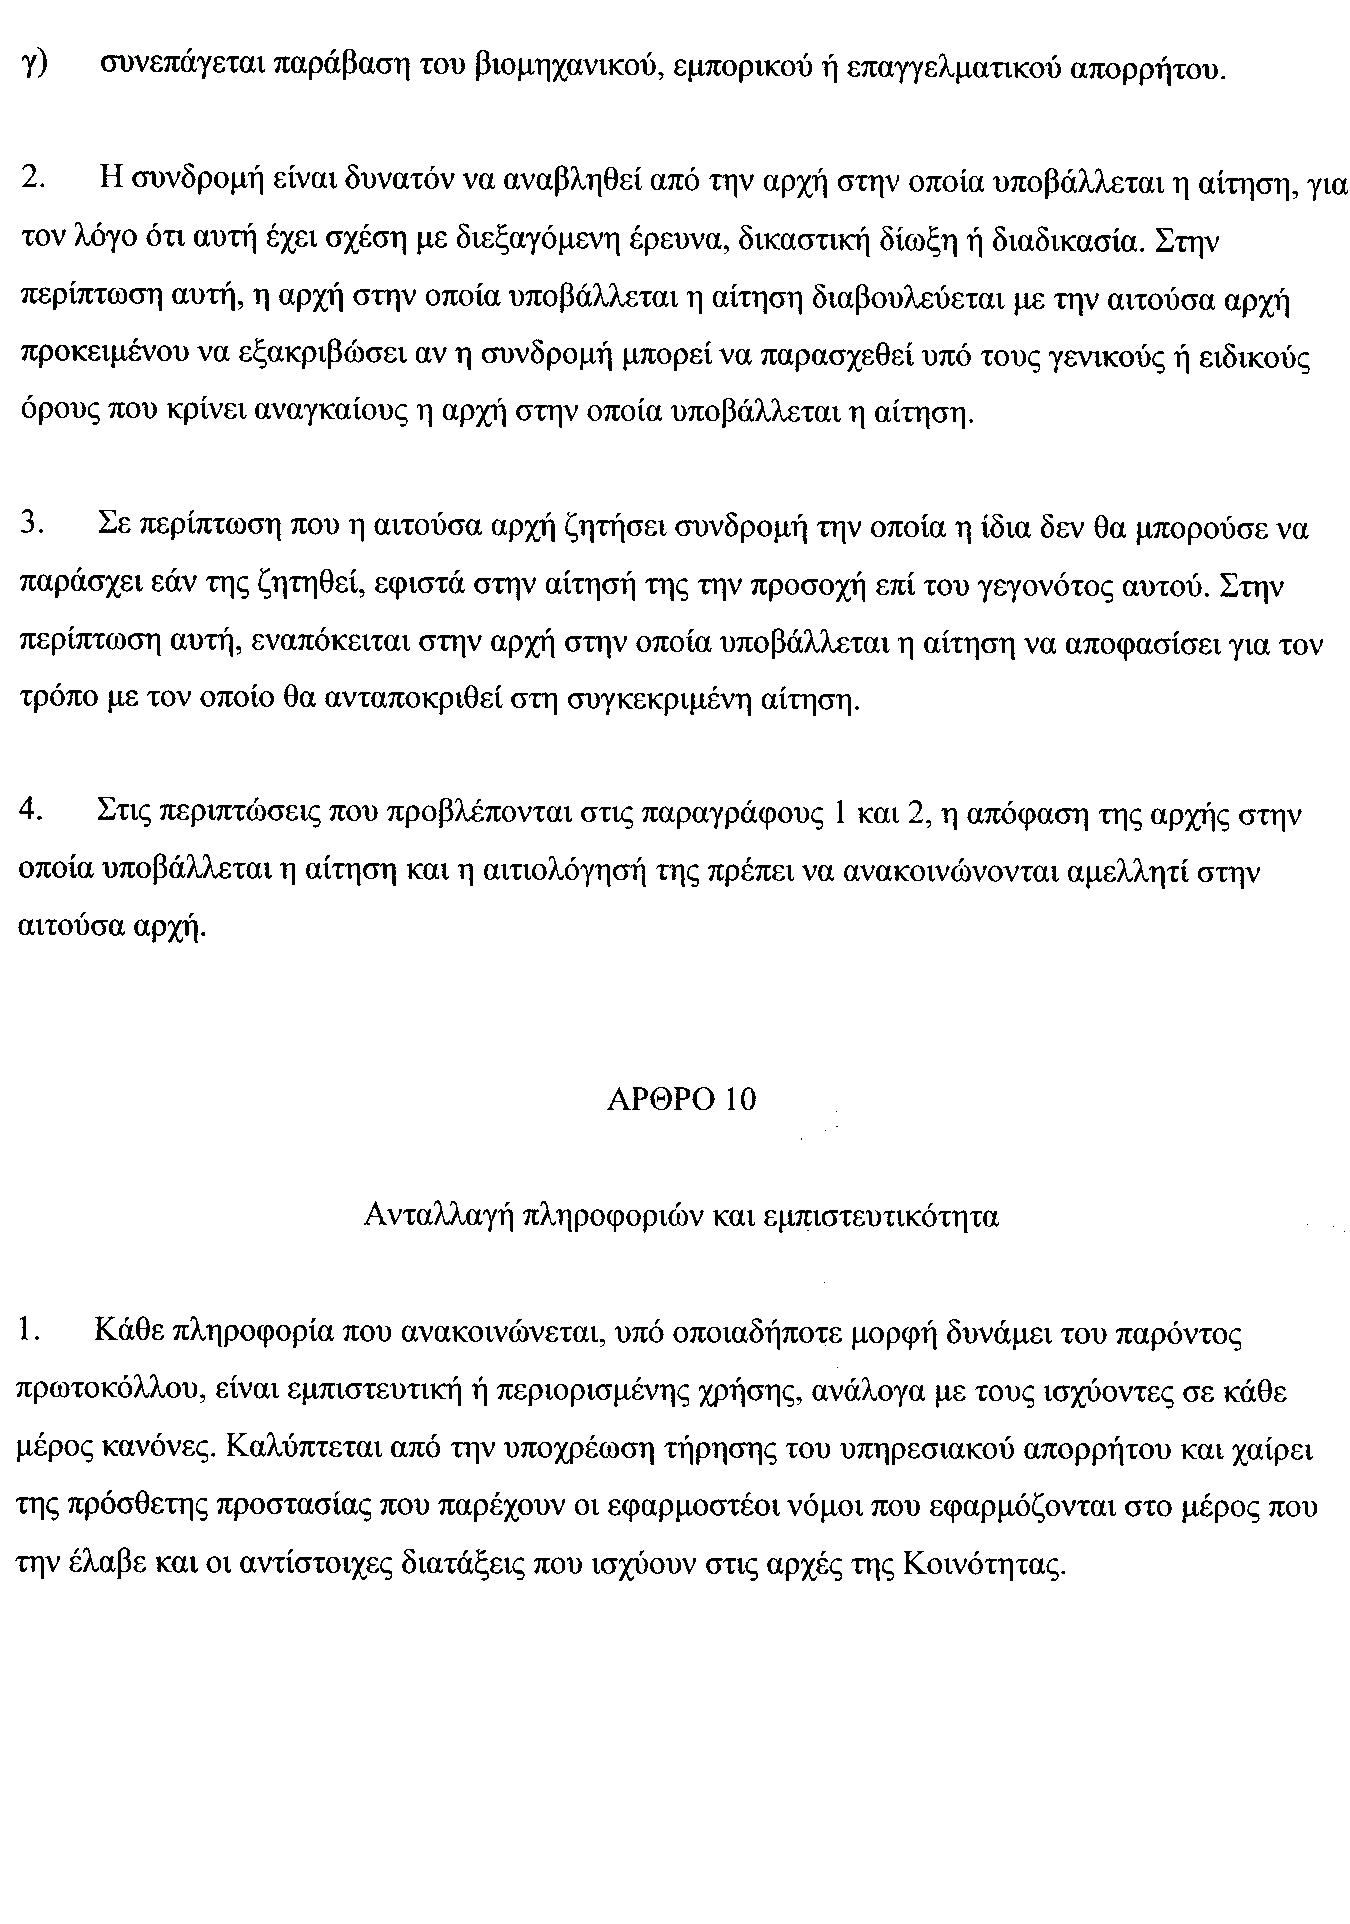 γ) συνεπάγεται παράβαση του βιομηχανικού, εμπορικού ή επαγγελματικού απορρήτου.
2. Η συνδρομή είναι δυνατόν να αναβληθεί από την αρχή στην οποία υποβάλλεται η αίτηση, για
τον λόγο ότι αυτή έχει σχέση με διεξαγόμενη έρευνα, δικαστική δίωξη ή διαδικασία. Στην
περίπτωση αυτή, η αρχή στην οποία υποβάλλεται η αίτηση διαβουλεύεται με την αιτούσα αρχή
προκειμένου να εξακριβώσει αν η συνδρομή μπορεί να παρασχεθεί υπό τους γενικούς ή ειδικούς
όρους που κρίνει αναγκαίους η αρχή στην οποία υποβάλλεται η αίτηση.
3. Σε περίπτωση που η αιτούσα αρχή ζητήσει συνδρομή την οποία η ίδια δεν θα μπορούσε να
παράσχει εάν της ζητηθεί, εφιστά στην αίτησή της την προσοχή επί του γεγονότος αυτού. Στην
περίπτωση αυτή, εναπόκειται στην αρχή στην οποία υποβάλλεται η αίτηση να αποφασίσει για τον
τρόπο με τον οποίο θα ανταποκριθεί στη συγκεκριμένη αίτηση.
4. Στις περιπτώσεις που προβλέπονται στις παραγράφους 1 και 2, η απόφαση της αρχής στην
οποία υποβάλλεται η αίτηση και η αιτιολόγησή της πρέπει να ανακοινώνονται αμελλητί στην
αιτούσα αρχή.
ΑΡΘΡΟ 10
Ανταλλαγή πληροφοριών και εμπιστευτικότητα
1. Κάθε πληροφορία που ανακοινώνεται, υπό οποιαδήποτε μορφή δυνάμει του παρόντος
πρωτοκόλλου, είναι εμπιστευτική ή περιορισμένης χρήσης, ανάλογα με τους ισχύοντες σε κάθε
μέρος κανόνες. Καλύπτεται από την υποχρέωση τήρησης του υπηρεσιακού απορρήτου και χαίρει
της πρόσθετης προστασίας που παρέχουν οι εφαρμοστέοι νόμοι που εφαρμόζονται στο μέρος που
την έλαβε και οι αντίστοιχες διατάξεις που ισχύουν στις αρχές της Κοινότητας.